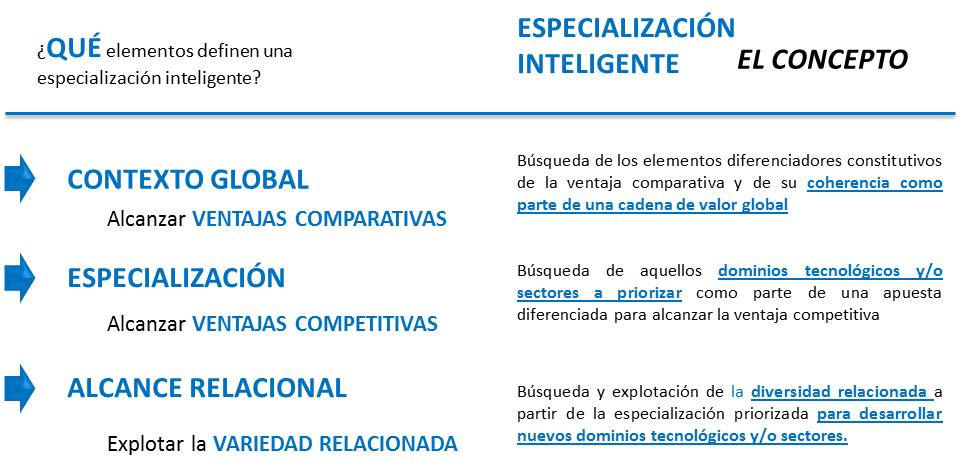 ¿QUÉ elementos definen una
especialización inteligente?
ESPECIALIZACIÓN
INTELIGENTE EL CONCEPTO
CONTEXTO GLOBAL
Alcanzar VENTAJAS COMPARATIVAS
Búsqueda de los elementos diferenciadores constitutivos
de la ventaja comparativa y de su coherencia como
parte de una cadena de valor global
ESPECIALIZACIÓN
Alcanzar VENTAJAS COMPETITIVAS
Búsqueda de aquellos dominios tecnológicos y/o
sectores a priorizar como parte de una apuesta
diferenciada para alcanzar la ventaja competitiva
ALCANCE RELACIONAL
Explotar la VARIEDAD RELACIONADA
Búsqueda y explotación de la diversidad relacionada a
partir de la especialización priorizada para desarrollar
nuevos dominios tecnológicos y/o sectores.